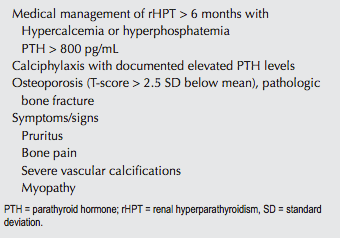 Medical management of rHPT > 6 months with
Hypercalcemia or hyperphosphatemia
PTH > 800 pg/mL
Calciphylaxis with documented elevated PTH levels
Osteoporosis (T-score > 2.5 SD below mean), pathologic
bone fracture
Symptoms/signs
Pruritus
Bone pain
Severe vascular calcifications
Myopathy
PTH = parathyroid hormone; rHPT = renal hyperparathyroidism, SD = standard
deviation.